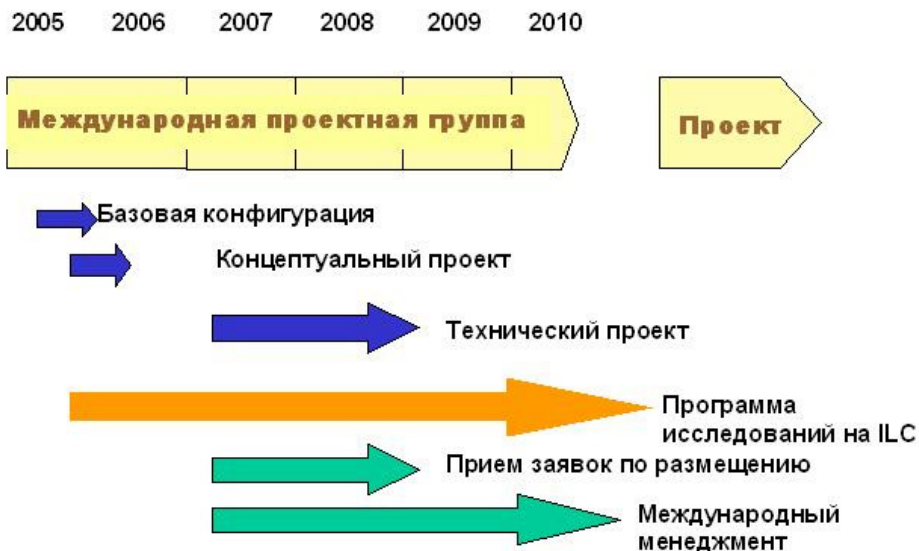 2005 2006 2007 2008 2009 2010
Международная проектная группа
Проект
Базовая конфигурация
Концептуальный проект
Технический проект
Программа
исследований на ILC
Прием заявок по размещению
Международный
менеджмент